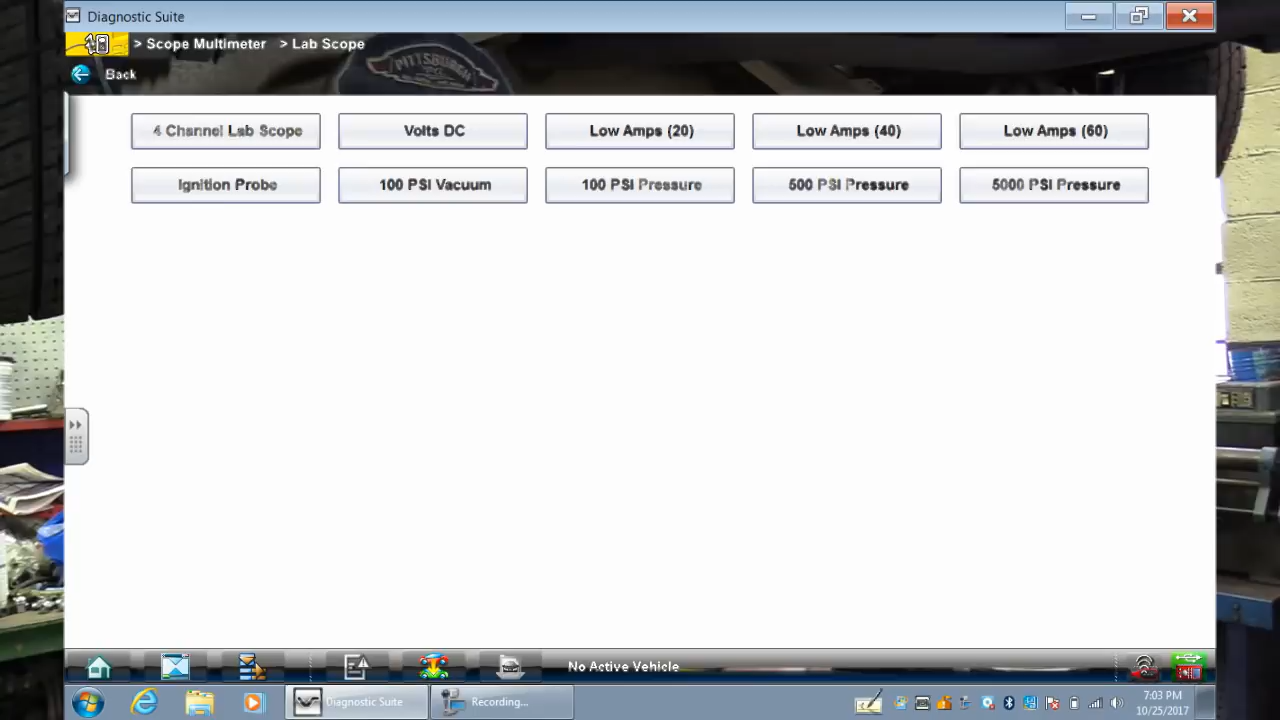 Diagnostic Suite
> Scope Multimeter > Lab Scope
PITTSBURGH
Back
4 Channel Lab Scope
Volts DC
Low Amps (20)
Low Amps (40)
Low Amps (60)
Ignition Probe
100 PSI Vacuum
100 PSI Pressure
500 PSI Pressure
5000 PSI Pressure
No Active Vehicle
Diagnostic Suite
Recording...
7:03 PM
10/25/2017